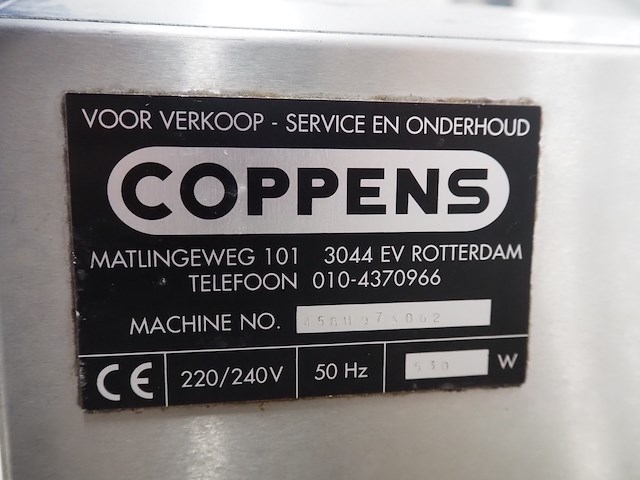 VOOR VERKOOP - SERVICE EN ONDERHOUD
COPPENS
MATLINGEWEG 101 3044 EV ROTTERDAM
TELEFOON 010-4370966
MACHINE NO.
CE 220/240V 50 Hz 530 W